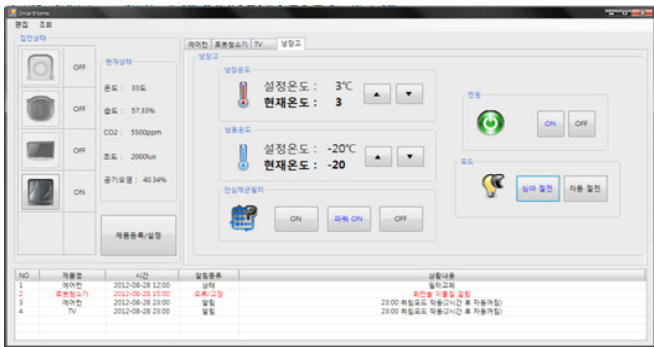 SmartHome
편집 조회
집안상태
OFF
OFF
OFF
ON
현재상태
온도 : 33도
습도 : 57.33%
CO2 : 5500ppm
조도 : 2000lux
공기오염 : 40.34%
제품등록/설정
에어컨 로봇청소기 TV 냉장고
냉장고
냉장온도
설정온도 : 3℃
현재온도 : 3
▲ ▼
냉동온도
설정온도 : -20℃
현재온도 : -20
▲ ▼
안심제균필터
ON 파워 ON OFF
전원
ON OFF
모드
심야 절전 자동 절전
NO 제품명 시간 알림종류 상황내용
1 에어컨 2012-08-28 12:00 상태 필터교체
2 로봇청소기 2012-08-28 15:00 오류/고장 회전솔 이물질 걸림
3 에어컨 2012-08-28 23:00 알림 23:00 취침모드 작동(2시간 후 자동꺼짐)
4 TV 2012-08-28 23:00 알림 23:00 취침모드 작동(2시간 후 자동꺼짐)